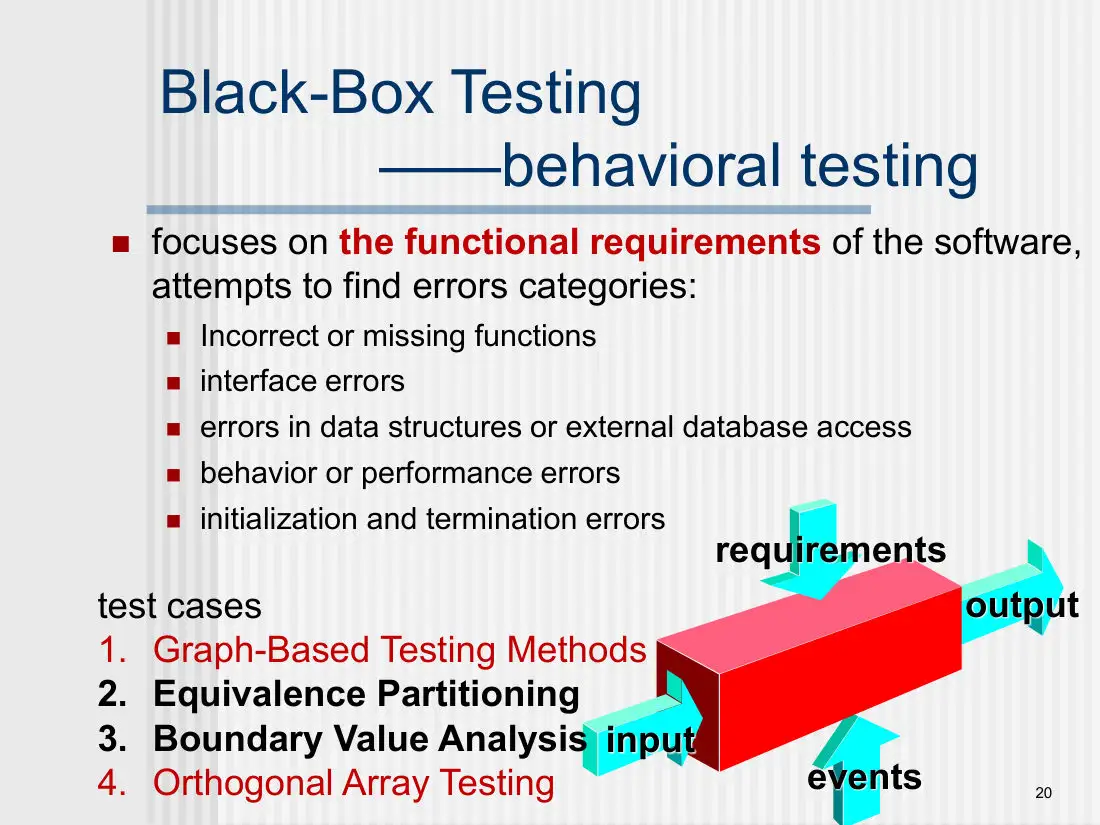 Black-Box Testing
——behavioral testing
focuses on the functional requirements of the software,
attempts to find errors categories:
Incorrect or missing functions
interface errors
errors in data structures or external database access
behavior or performance errors
initialization and termination errors
requirements
output
test cases
1. Graph-Based Testing Methods
2. Equivalence Partitioning
3. Boundary Value Analysis
input
4. Orthogonal Array Testing
events
20